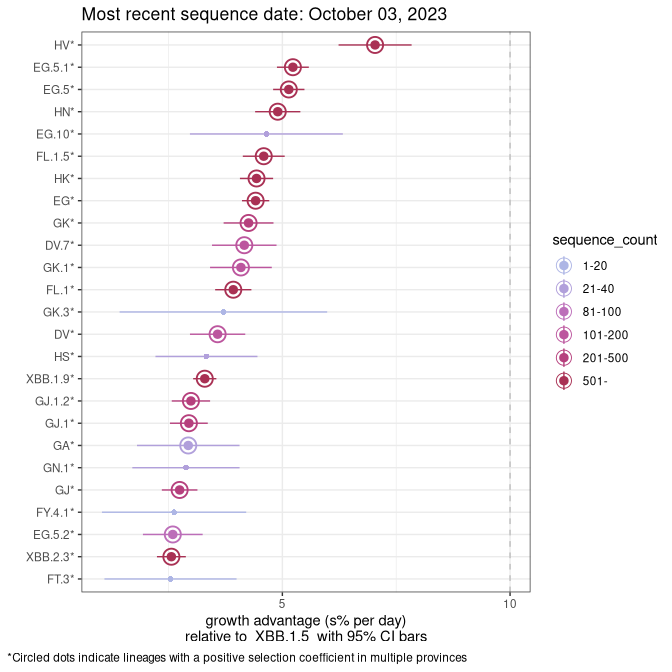 Most recent sequence date: October 03, 2023
HV*
EG.5.1*
EG.5*
HN*
EG.10*
FL.1.5*
HK*
EG*
GK*
DV.7*
GK.1*
FL.1*
GK.3*
DV*
HS*
XBB.1.9*
GJ.1.2*
GJ.1*
GA*
GN.1*
GJ*
FY.4.1*
EG.5.2*
XBB.2.3*
FT.3*
5 10
growth advantage (s% per day)
relative to XBB.1.5 with 95% CI bars
sequence_count
1-20
21-40
81-100
101-200
201-500
501-
*Circled dots indicate lineages with a positive selection coefficient in multiple provinces